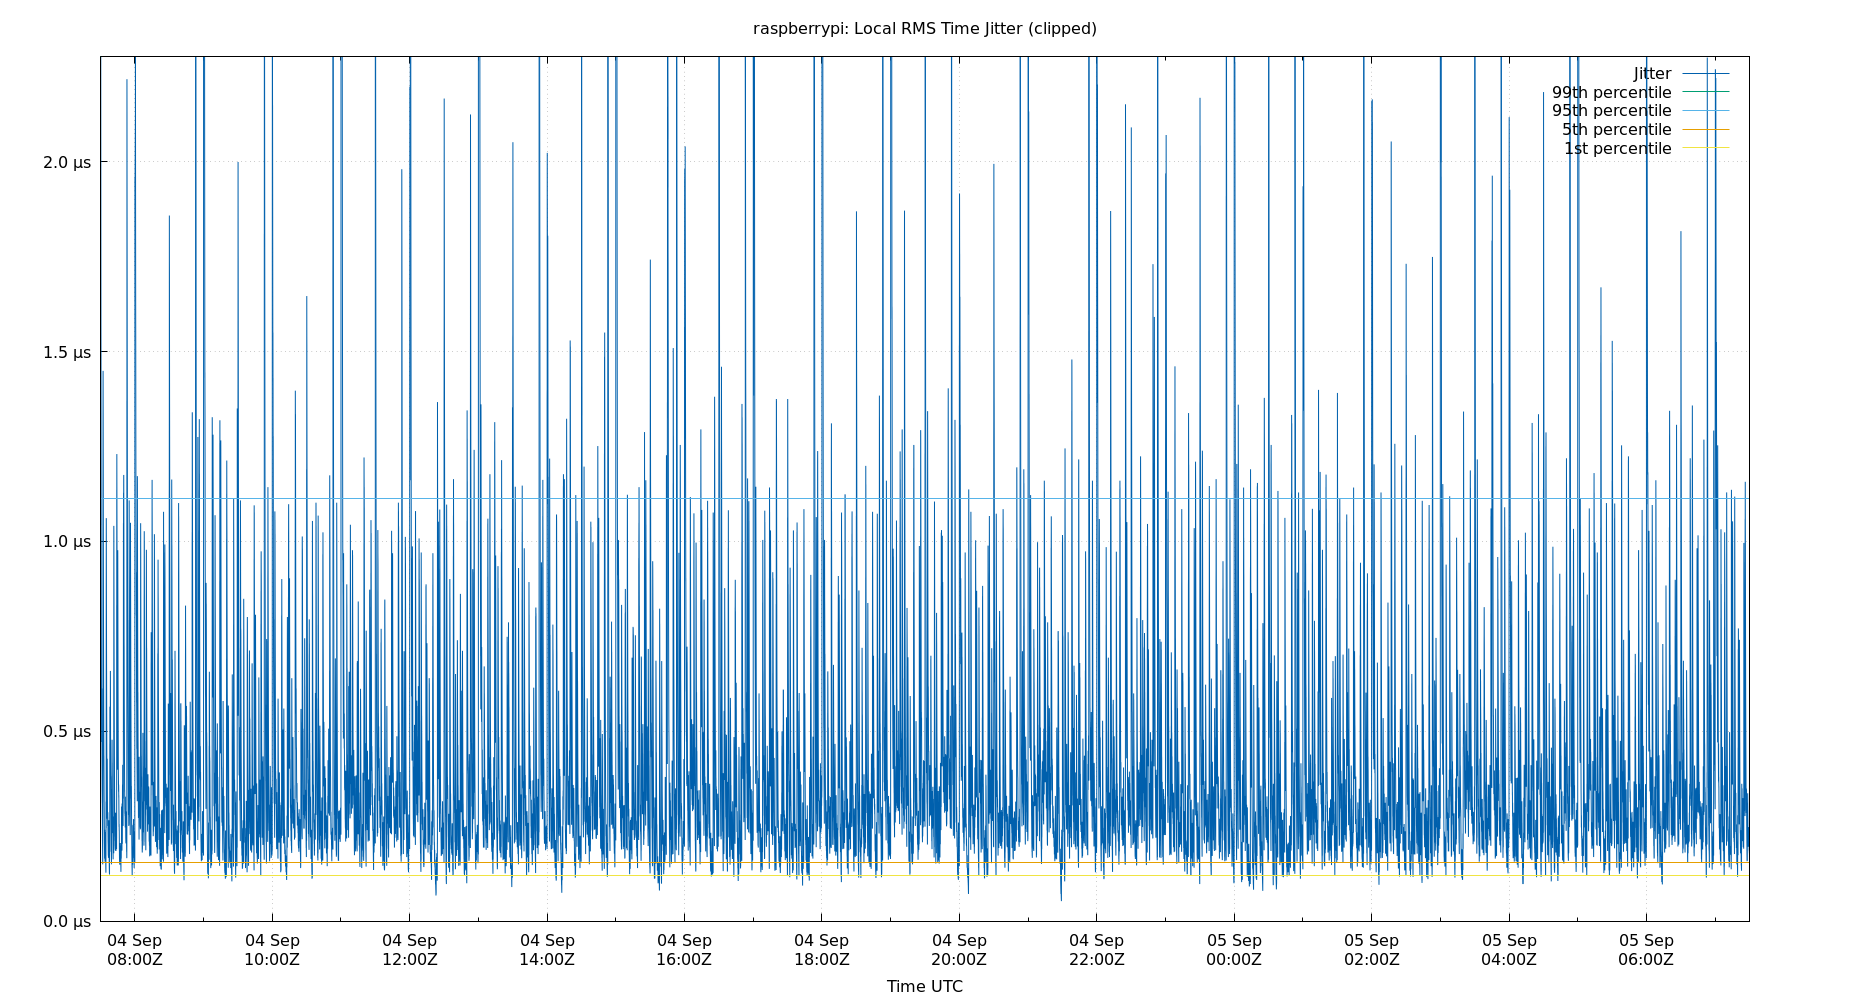 raspberrypi: Local RMS Time Jitter (clipped)
Jitter
99th percentile
95th percentile
5th percentile
1st percentile
2.0 µs
1.5 µs
1.0 µs
0.5 µs
0.0 µs
04 Sep 04 Sep 04 Sep 04 Sep 04 Sep 04 Sep 04 Sep 04 Sep 05 Sep 05 Sep 05 Sep 05 Sep
08:00Z 10:00Z 12:00Z 14:00Z 16:00Z 18:00Z 20:00Z 22:00Z 00:00Z 02:00Z 04:00Z 06:00Z
Time UTC